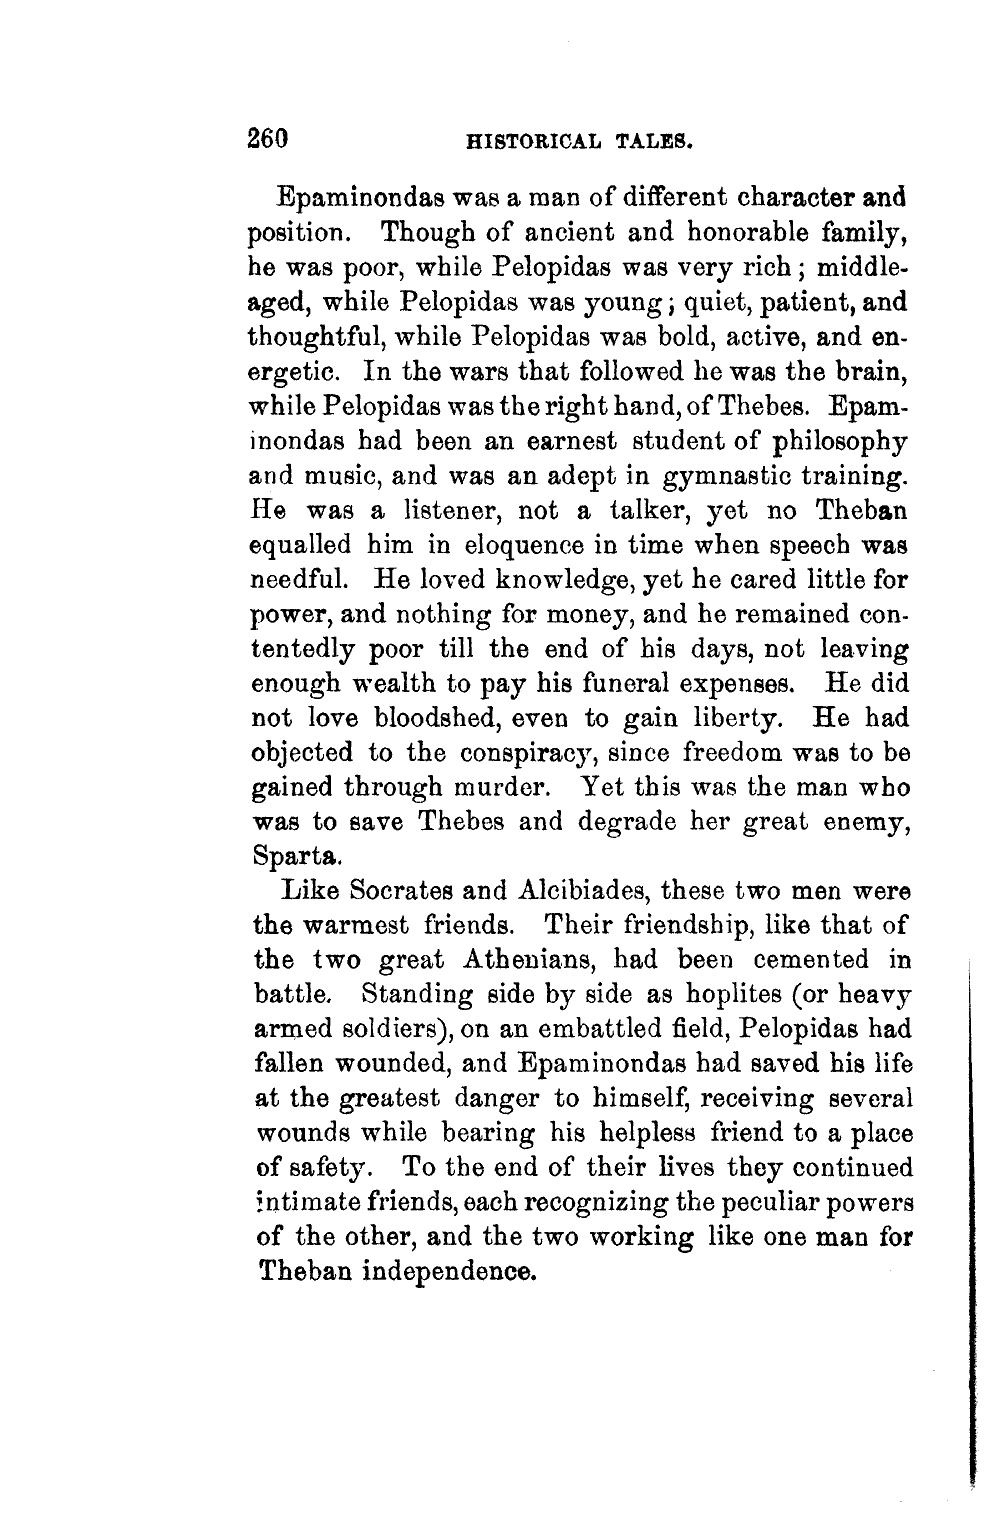 260 HISTORICAL TALES.
Epaminondas was a man of different character and
position. Though of ancient and honorable family,
he was poor, while Pelopidas was very rich; middle-
aged, while Pelopidas was young; quiet, patient, and
thoughtful, while Pelopidas was bold, active, and en-
ergetic. In the wars that followed he was the brain,
while Pelopidas was the right hand, of Thebes. Epam-
inondas had been an earnest student of philosophy
and music, and was an adept in gymnastic training.
He was a listener, not a talker, yet no Theban
equalled him in eloquence in time when speech was
needful. He loved knowledge, yet he cared little for
power, and nothing for money, and he remained con-
tentedly poor till the end of his days, not leaving
enough wealth to pay his funeral expenses. He did
not love bloodshed, even to gain liberty. He had
objected to the conspiracy, since freedom was to be
gained through murder. Yet this was the man who
was to save Thebes and degrade her great enemy,
Sparta.
Like Socrates and Alcibiades, these two men were
the warmest friends. Their friendship, like that of
the two great Athenians, had been cemented in
battle. Standing side by side as hoplites (or heavy
armed soldiers), on an embattled field, Pelopidas had
fallen wounded, and Epaminondas had saved his life
at the greatest danger to himself, receiving several
wounds while bearing his helpless friend to a place
of safety. To the end of their lives they continued
intimate friends, each recognizing the peculiar powers
of the other, and the two working like one man for
Theban independence.